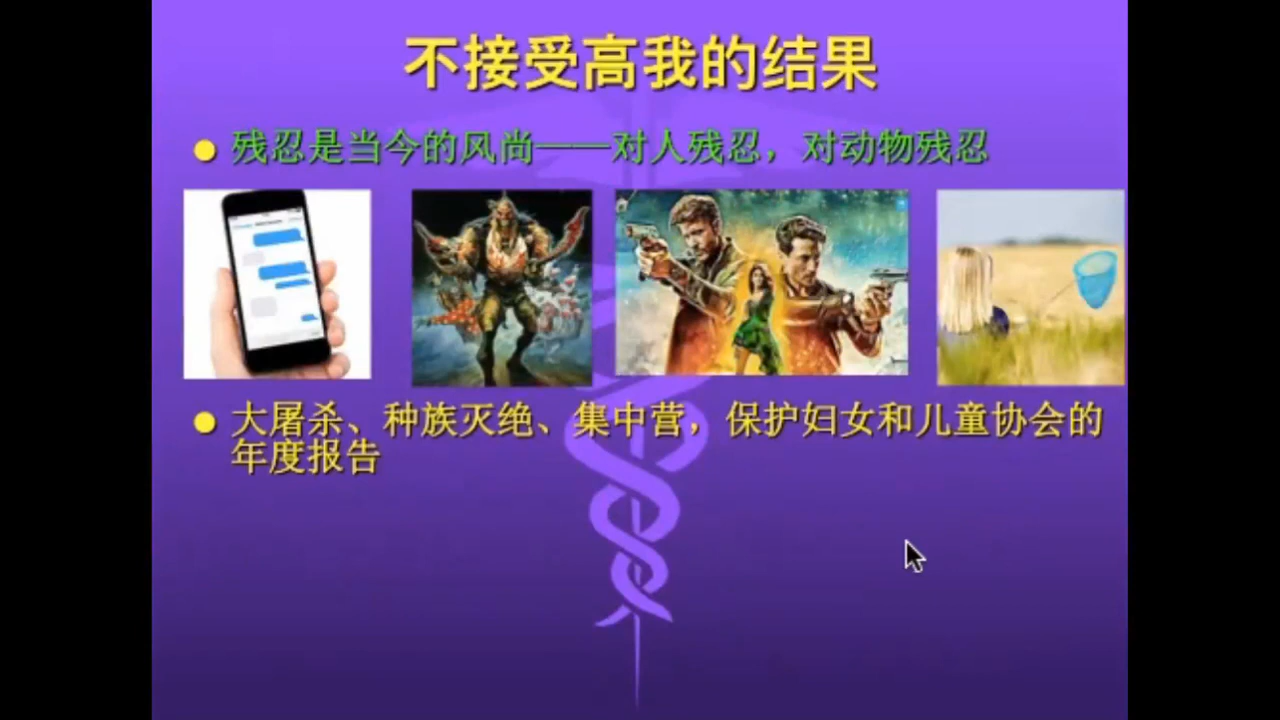 不接受高我的结果
残忍是当今的风尚——对人残忍，对动物残忍
大屠杀、种族灭绝、集中营，保护妇女和儿童协会的
年度报告